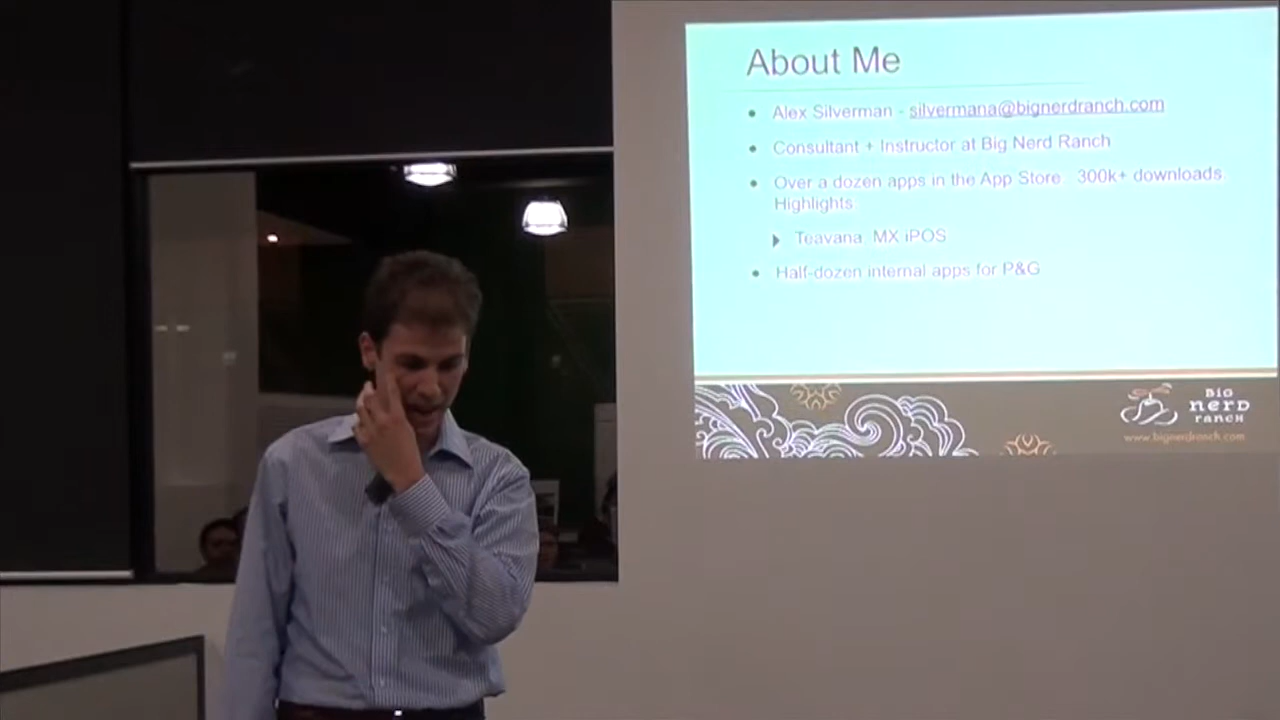 About Me
Alex Silverman - silvermana@bignerdranch.com
Consultant + Instructor at Big Nerd Ranch
Over a dozen apps in the App Store. 300k+ downloads.
Highlights
Teavana, MX iPOS
Half-dozen internal apps for P&G
BIG
nerd
ranch
www.bignerdranch.com